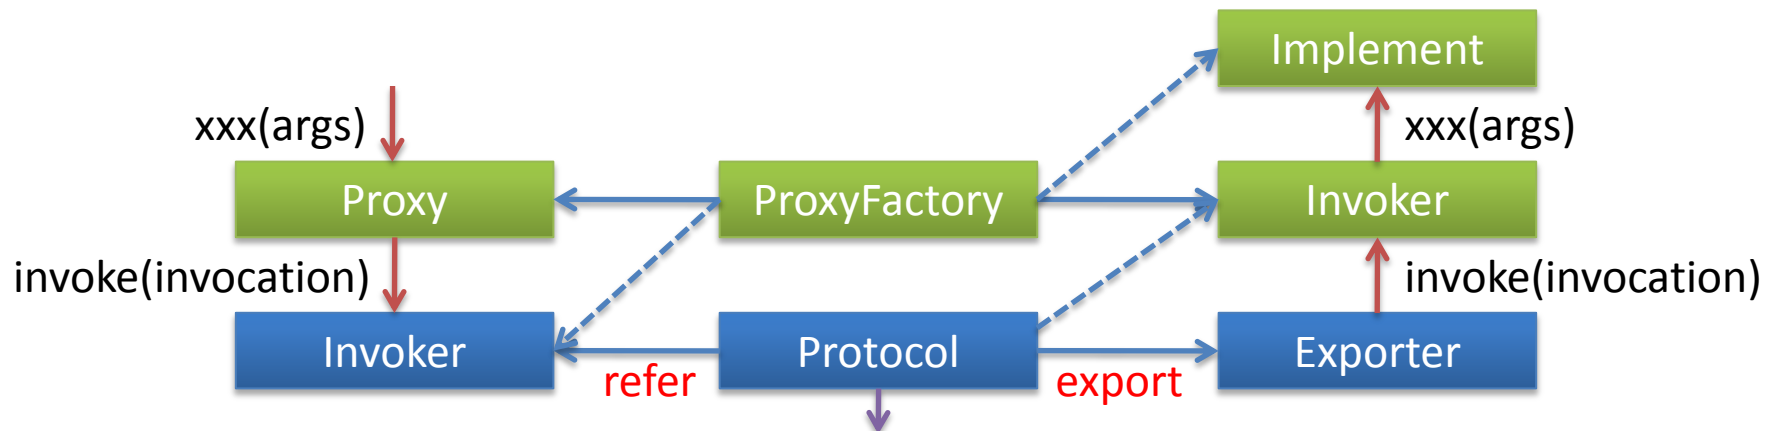 Implement
xxx(args)
xxx(args)
Proxy
ProxyFactory
Invoker
invoke(invocation)
invoke(invocation)
Invoker
Protocol
Exporter
refer
export